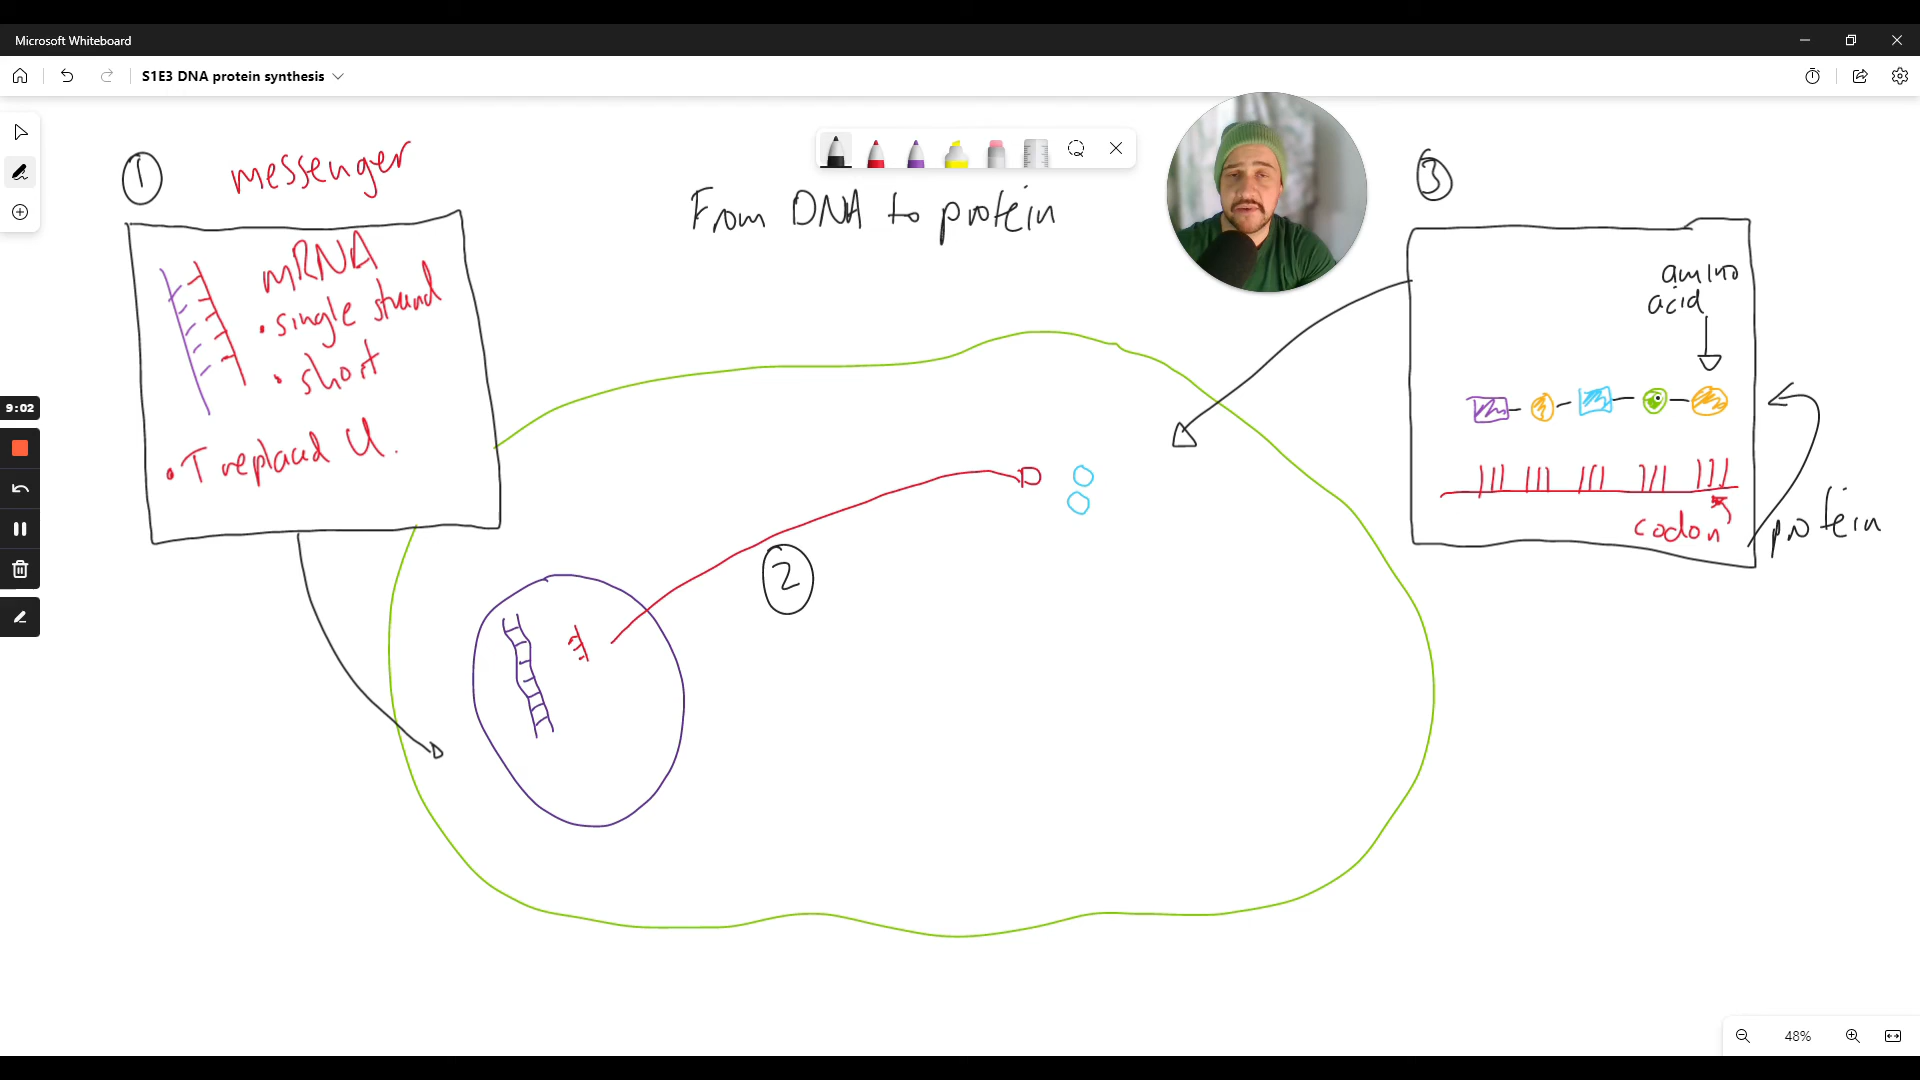 Microsoft Whiteboard
S1E3 DNA protein synthesis
1
messenger
mRNA
• single strand
• short
• T replaced U.
From DNA to protein
2
3
amino
acid
codon
protein
9:02
48%